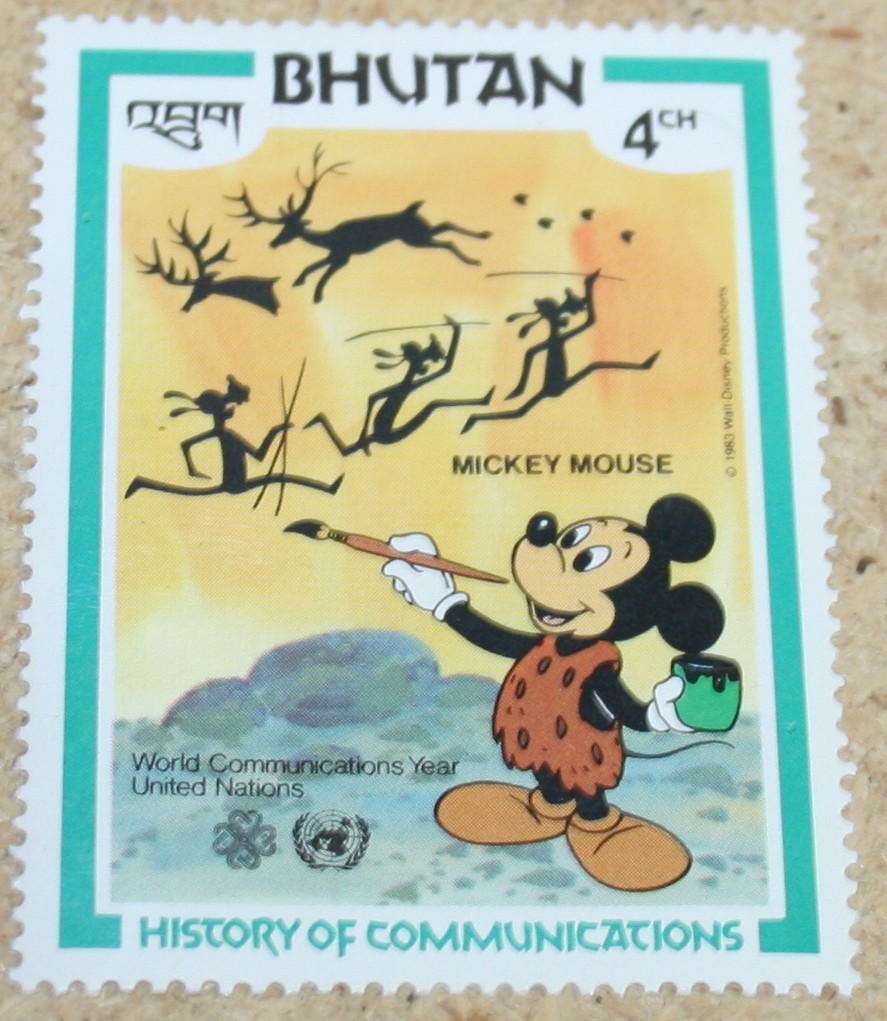 BHUTAN
འབྲུག
4CH
© 1983 Walt Disney Productions
MICKEY MOUSE
World Communications Year
United Nations
HISTORY OF COMMUNICATIONS